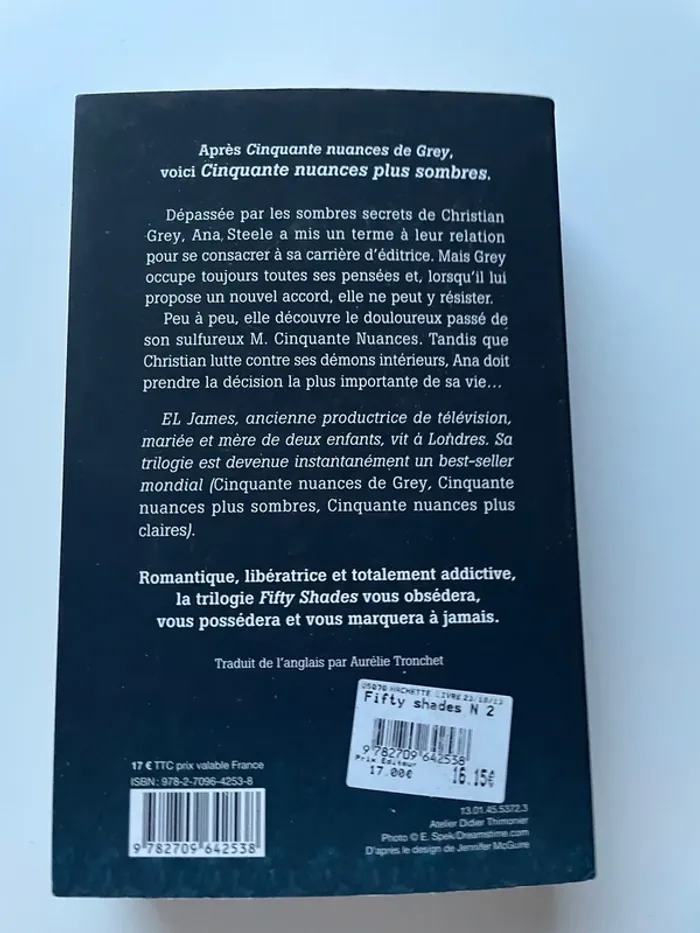 Après Cinquante nuances de Grey,
voici Cinquante nuances plus sombres.
Dépassée par les sombres secrets de Christian
Grey, Ana Steele a mis un terme à leur relation
pour se consacrer à sa carrière d'éditrice. Mais Grey
occupe toujours toutes ses pensées et, lorsqu'il lui
propose un nouvel accord, elle ne peut y résister.
Peu à peu, elle découvre le douloureux passé de
son sulfureux M. Cinquante Nuances. Tandis que
Christian lutte contre ses démons intérieurs, Ana doit
prendre la décision la plus importante de sa vie…
EL James, ancienne productrice de télévision,
mariée et mère de deux enfants, vit à Londres. Sa
trilogie est devenue instantanément un best-seller
mondial (Cinquante nuances de Grey, Cinquante
nuances plus sombres, Cinquante nuances plus
claires).
Romantique, libératrice et totalement addictive,
la trilogie Fifty Shades vous obsédera,
vous possédera et vous marquera à jamais.
Traduit de l'anglais par Aurélie Tronchet
HACHETTE LIVRE
Fifty shades N 2
9 782709 642538
Prix Editeur
17.00€ 16.15€
17 € TTC prix valable France
ISBN : 978-2-7096-4253-8
9 782709 642538
13.01.45.5372.3
Atelier Didier Thimonier
Photo © E. Spek/Dreamstime.com
D'après le design de Jennifer McGuire